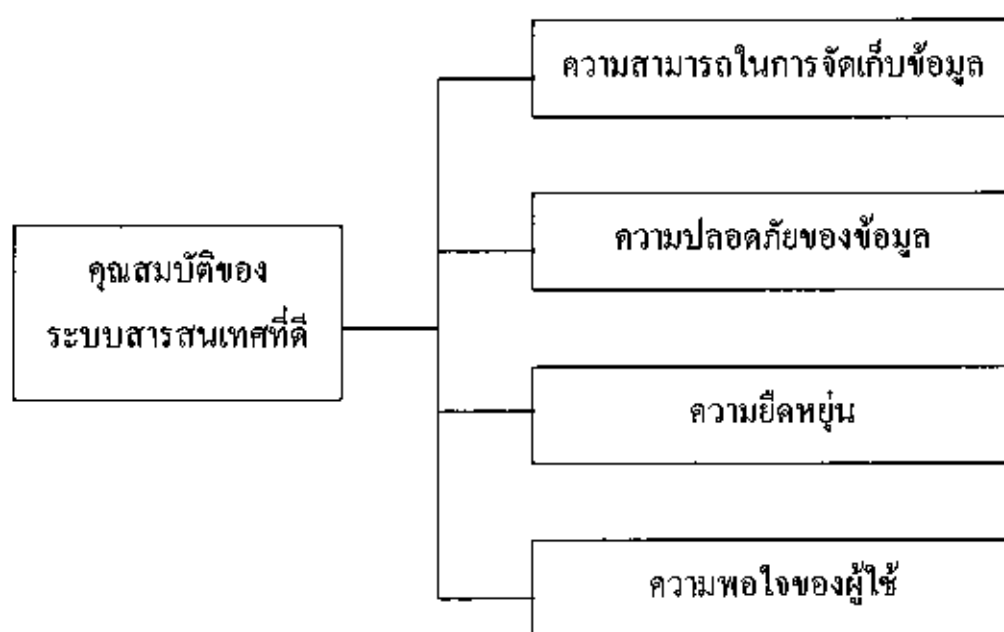 ความสามารถในการจัดเก็บข้อมูล
ความปลอดภัยของข้อมูล
คุณสมบัติของ
ระบบสารสนเทศที่ดี
ความยืดหยุ่น
ความพอใจของผู้ใช้